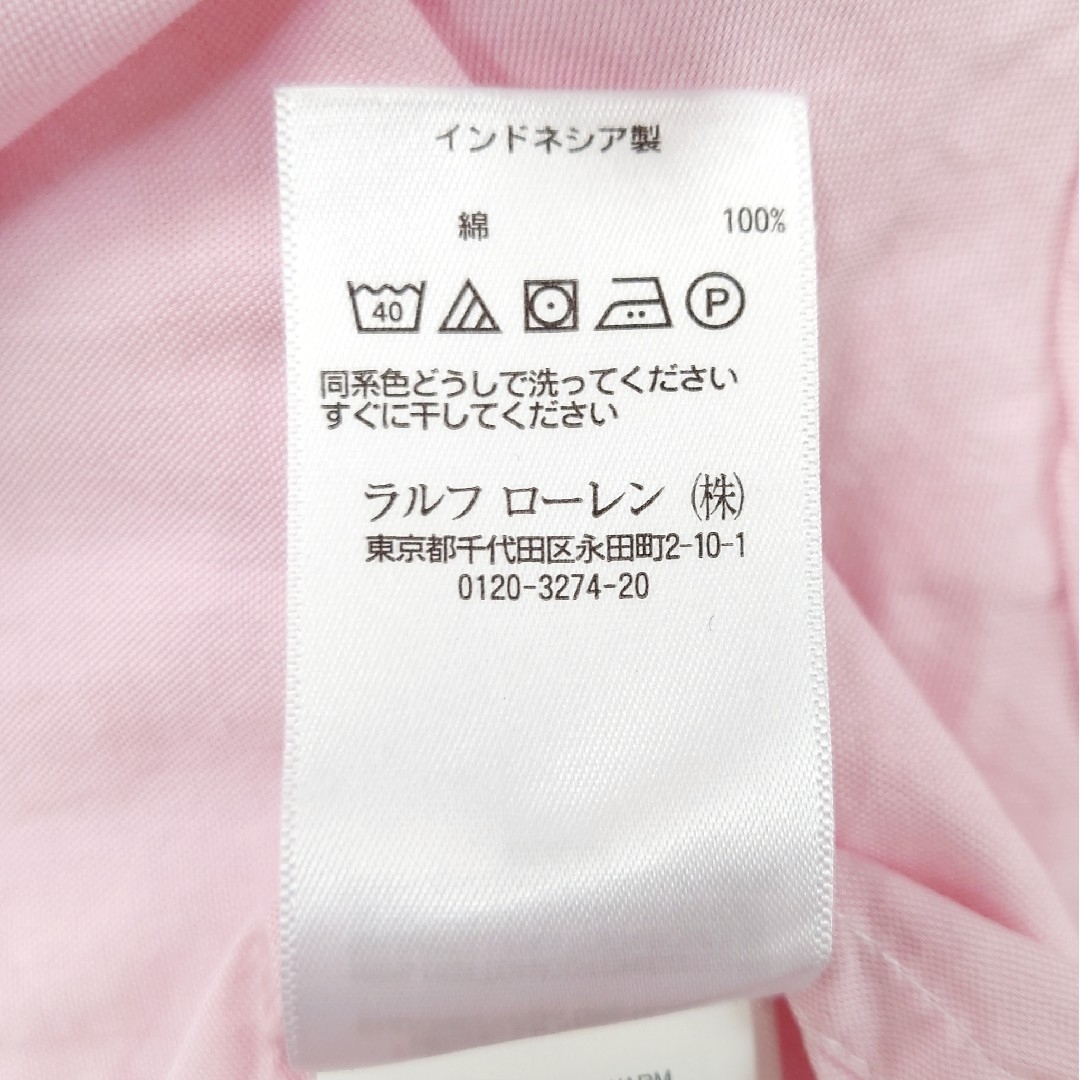 インドネシア製
綿 100%
40 P
同系色どうしで洗ってください
すぐに干してください
ラルフ ローレン ㈱
東京都千代田区永田町2-10-1
0120-3274-20